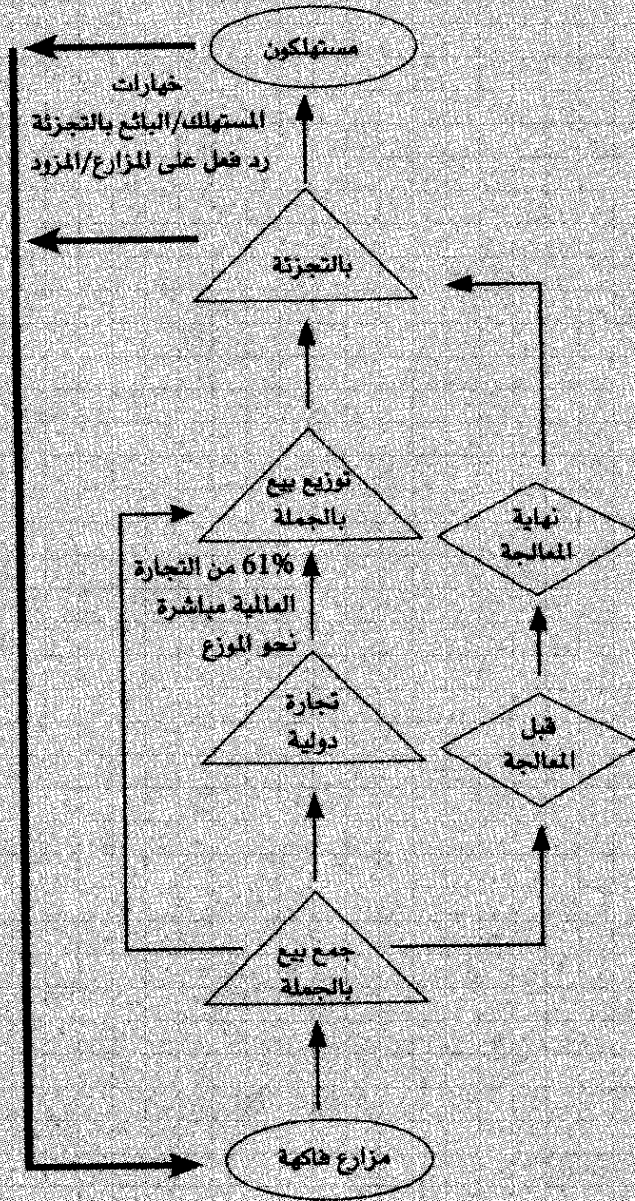 مستهلكون
خيارات
المستهلك/البائع بالتجزئة
رد فعل على المزارع/المزود
بالتجزئة
توزيع بيع
بالجملة
نهاية
المعالجة
61% من التجارة
العالمية مباشرة
نحو الموزع
تجارة
دولية
قبل
المعالجة
جمع بيع
بالجملة
مزارع فاكهة